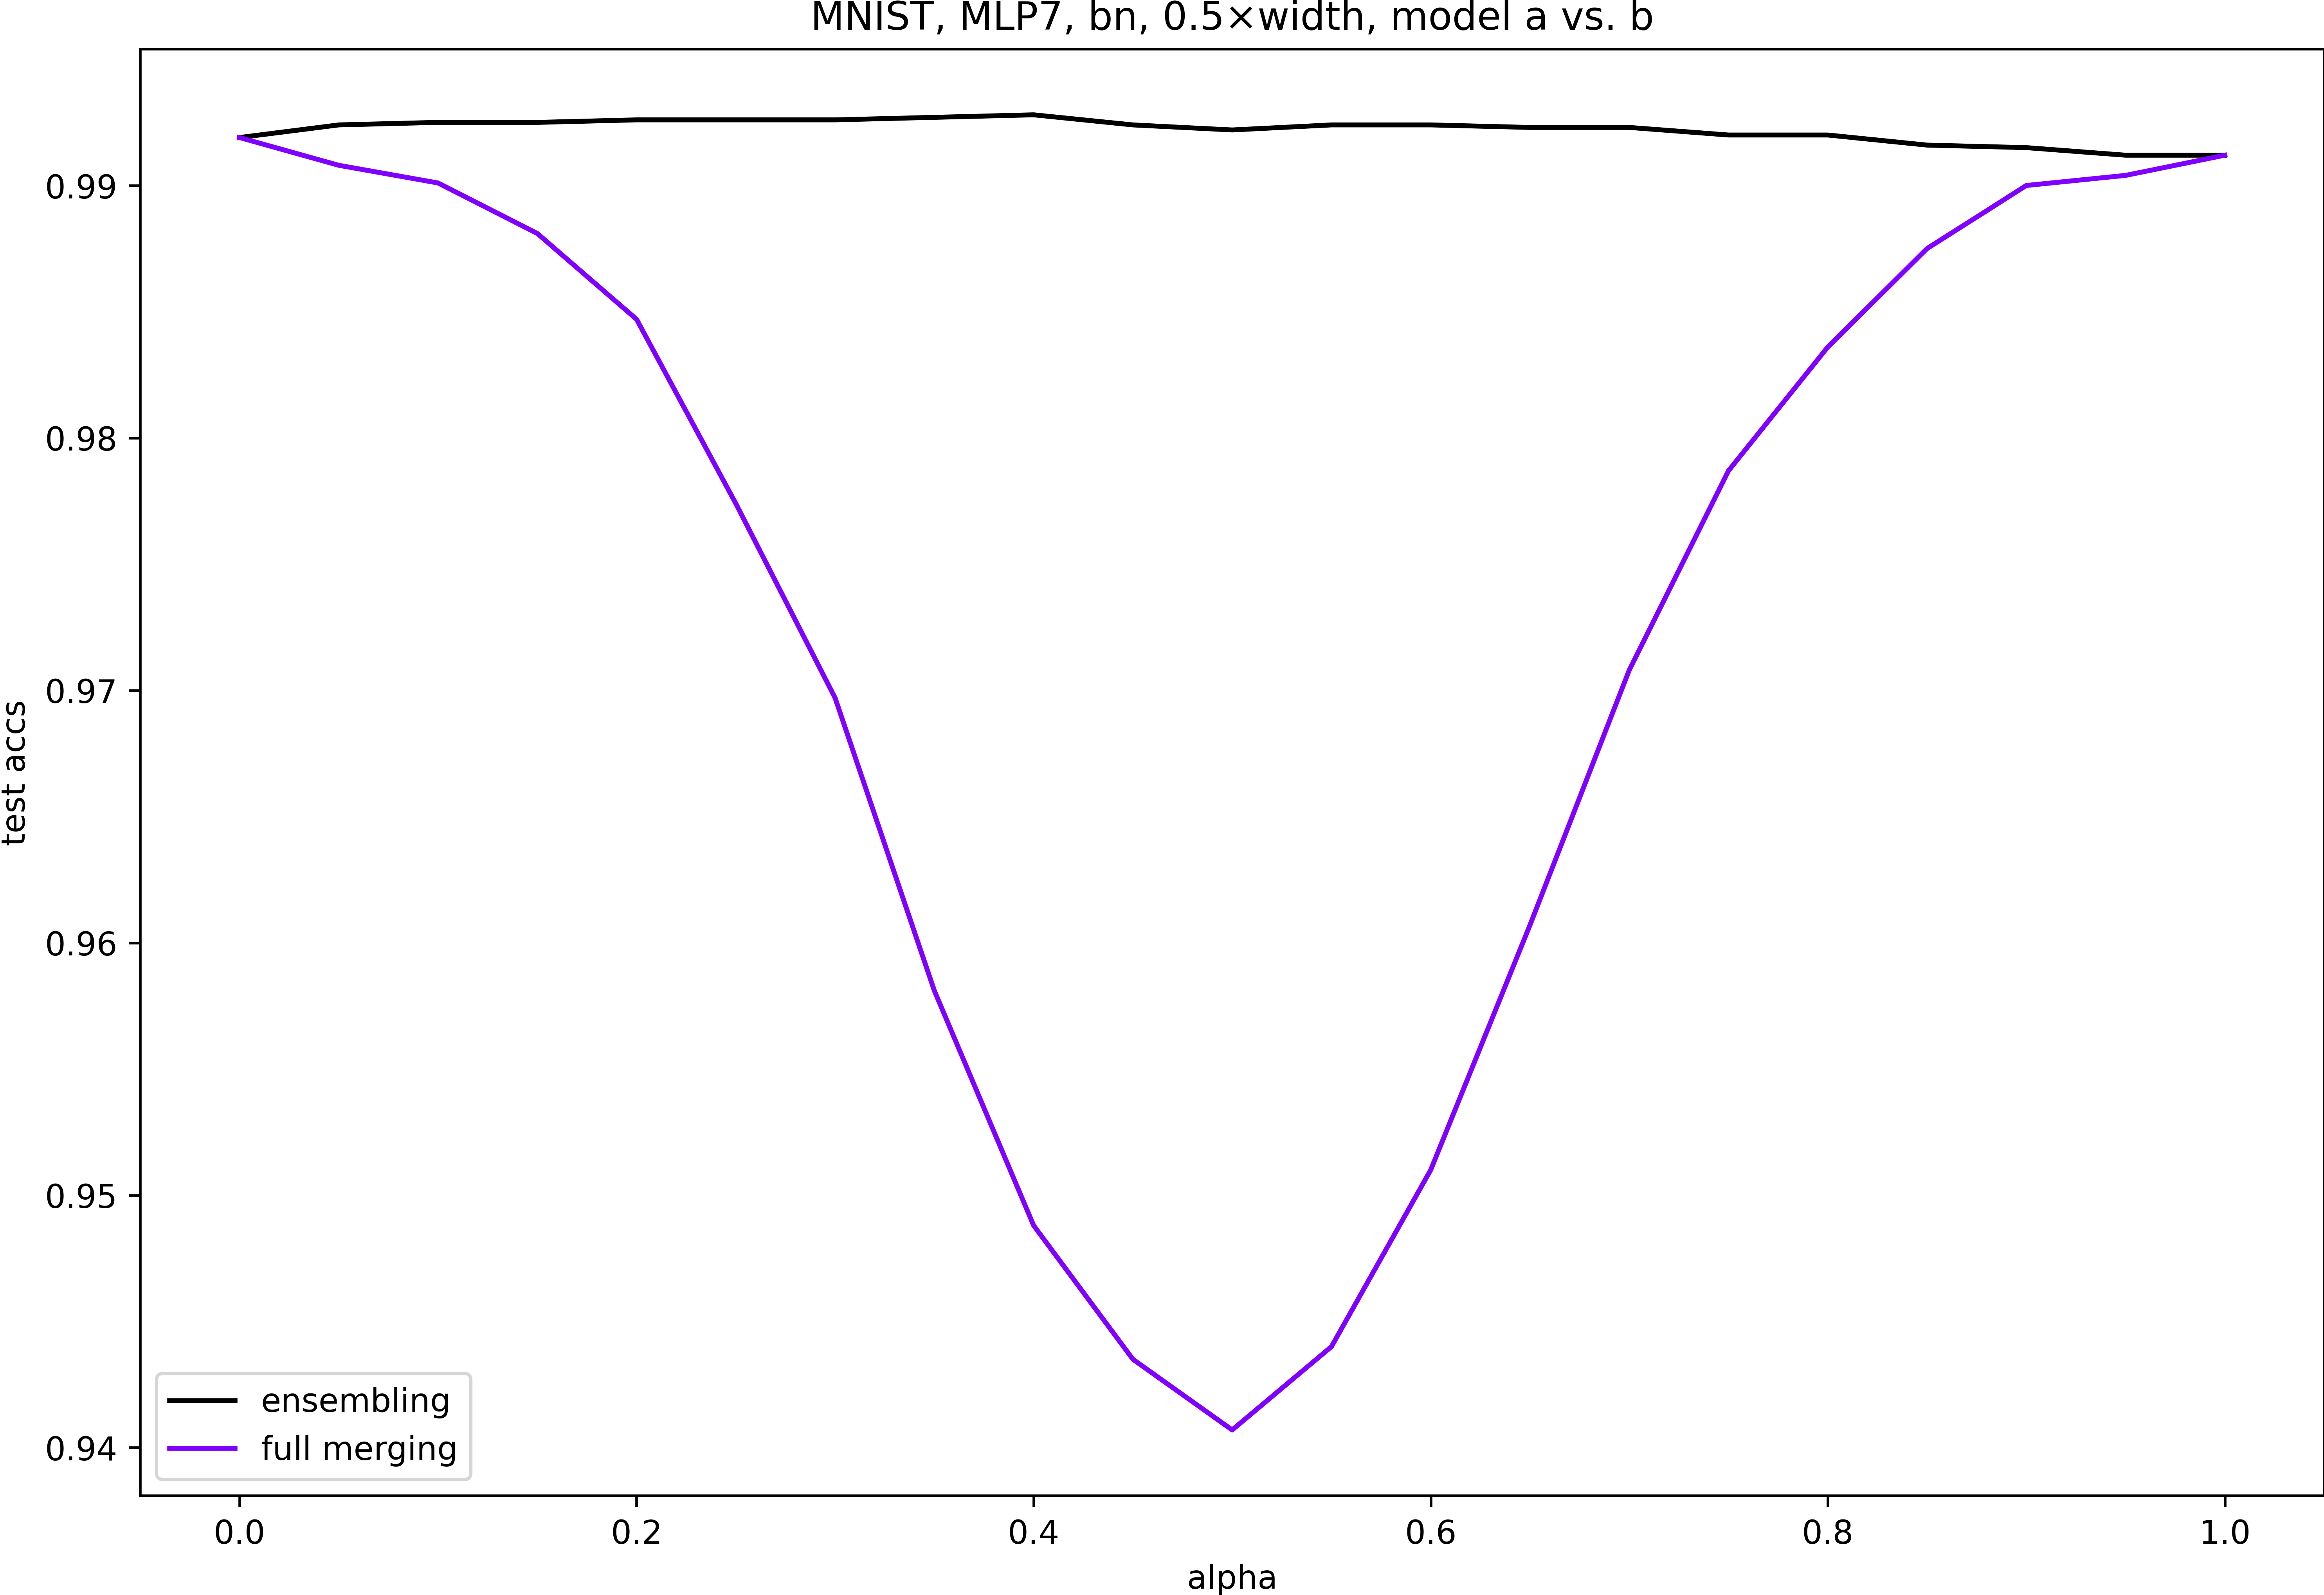 MNIST, MLP7, bn, 0.5×width, model a vs. b
test accs
0.99
0.98
0.97
0.96
0.95
0.94
ensembling
full merging
0.0 0.2 0.4 0.6 0.8 1.0
alpha